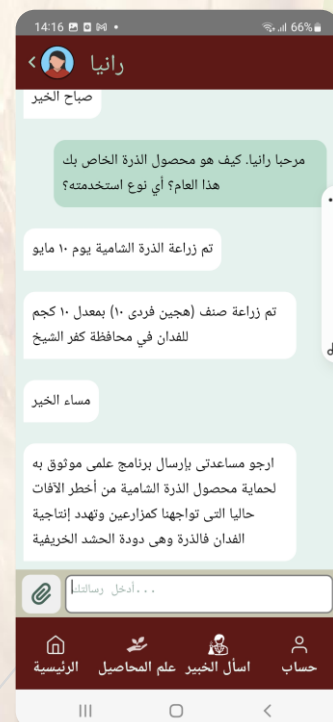 14:16
66%
رانيا
صباح الخير
مرحبا رانيا. كيف هو محصول الذرة الخاص بك
هذا العام؟ أي نوع استخدمته؟
تم زراعة الذرة الشامية يوم ١٠ مايو
تم زراعة صنف (هجين فردى ١٠) بمعدل ١٠ كجم
للفدان في محافظة كفر الشيخ
مساء الخير
ارجو مساعدتى بإرسال برنامج علمى موثوق به
لحماية محصول الذرة الشامية من أخطر الآفات
حاليا التى تواجهنا كمزارعين وتهدد إنتاجية
الفدان فالذرة وهى دودة الحشد الخريفية
أدخل رسالتك...
حساب
اسأل الخبير
علم المحاصيل
الرئيسية